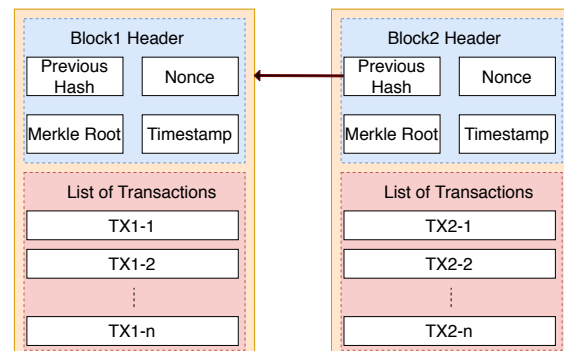 Block1 Header
Previous
Hash
Nonce
Merkle Root
Timestamp
List of Transactions
TX1-1
TX1-2
TX1-n
Block2 Header
Previous
Hash
Nonce
Merkle Root
Timestamp
List of Transactions
TX2-1
TX2-2
TX2-n